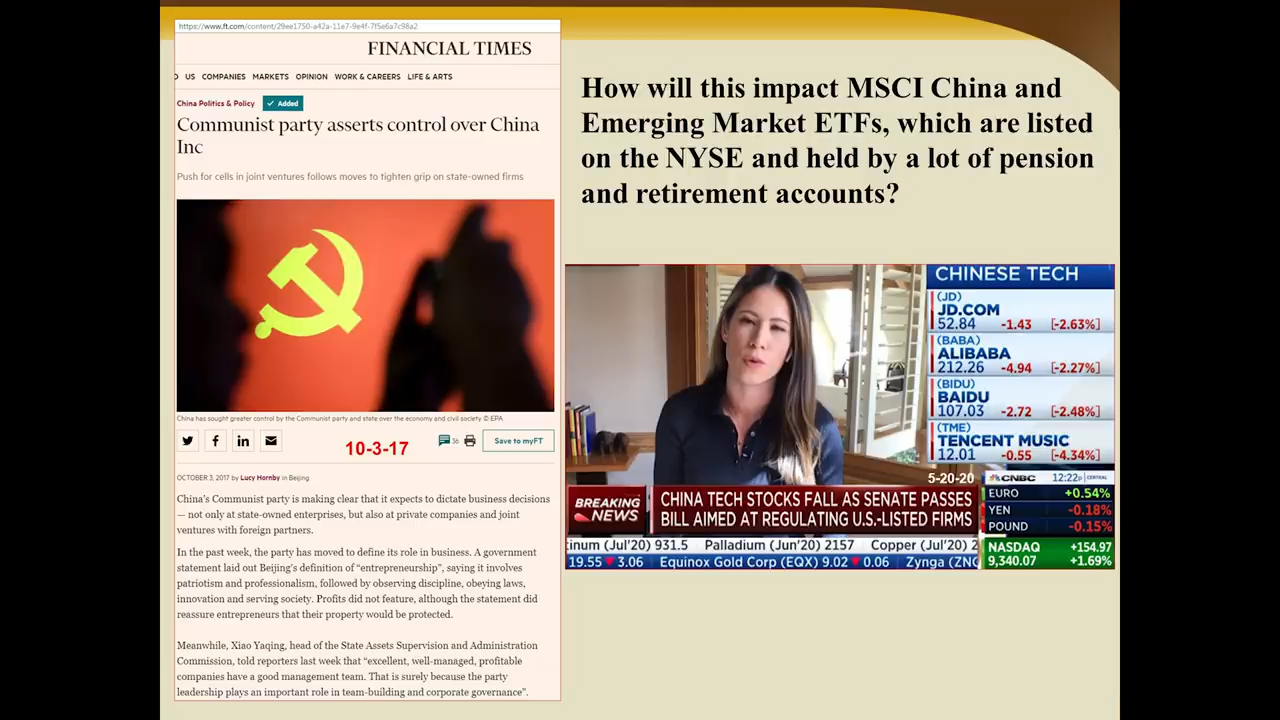 https://www.ft.com/content/29ee1750-a42a-11e7-9e4f-7f5e6a7c98a2
FINANCIAL TIMES
US COMPANIES MARKETS OPINION WORK & CAREERS LIFE & ARTS
China Politics & Policy ✓ Added
Communist party asserts control over China
Inc
Push for cells in joint ventures follows moves to tighten grip on state-owned firms
China has sought greater control by the Communist party and state over the economy and civil society © EPA
10-3-17
36
Save to myFT
OCTOBER 3, 2017 by Lucy Hornby in Beijing
China's Communist party is making clear that it expects to dictate business decisions
— not only at state-owned enterprises, but also at private companies and joint
ventures with foreign partners.
In the past week, the party has moved to define its role in business. A government
statement laid out Beijing's definition of "entrepreneurship", saying it involves
patriotism and professionalism, followed by observing discipline, obeying laws,
innovation and serving society. Profits did not feature, although the statement did
reassure entrepreneurs that their property would be protected.
Meanwhile, Xiao Yaqing, head of the State Assets Supervision and Administration
Commission, told reporters last week that "excellent, well-managed, profitable
companies have a good management team. That is surely because the party
leadership plays an important role in team-building and corporate governance".
How will this impact MSCI China and
Emerging Market ETFs, which are listed
on the NYSE and held by a lot of pension
and retirement accounts?
CHINESE TECH
(JD)
JD.COM
52.84 -1.43 [-2.63%]
(BABA)
ALIBABA
212.26 -4.94 [-2.27%]
(BIDU)
BAIDU
107.03 -2.72 [-2.48%]
(TME)
TENCENT MUSIC
12.01 -0.55 [-4.34%]
5-20-20
CNBC 12:22p CENTRAL
BREAKING
NEWS
CHINA TECH STOCKS FALL AS SENATE PASSES
BILL AIMED AT REGULATING U.S.-LISTED FIRMS
EURO +0.54%
YEN -0.18%
POUND -0.15%
inum (Jul'20) 931.5 Palladium (Jun'20) 2157 Copper (Jul'20) 2
19.55 ▼ 3.06 Equinox Gold Corp (EQX) 9.02 ▼ 0.06 Zynga (ZNG
NASDAQ +154.97
9,340.07 +1.69%